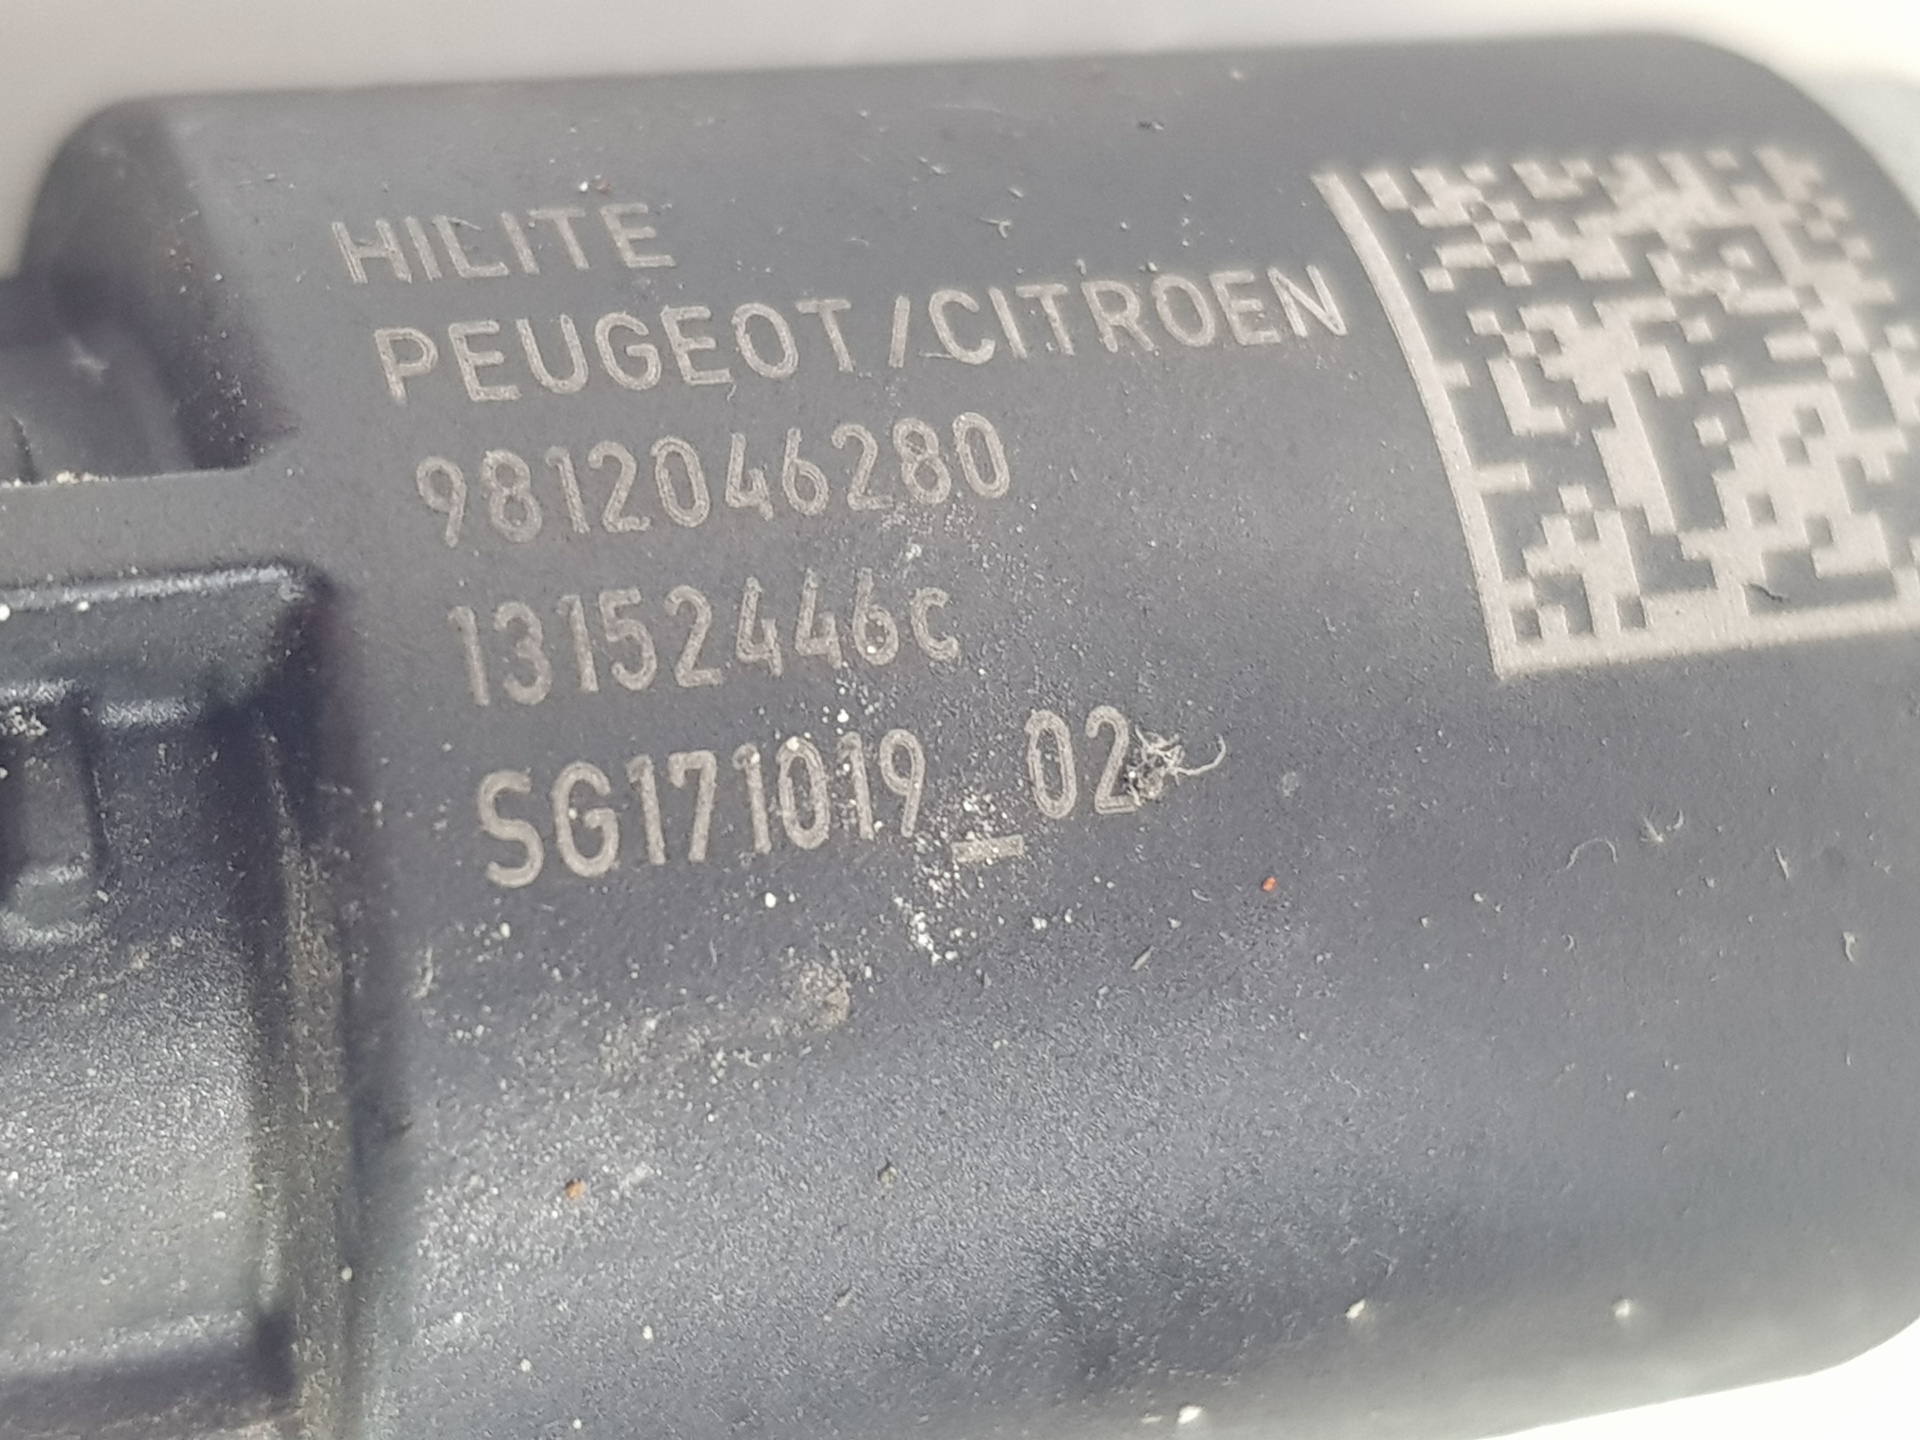 HILITE
PEUGEOT/CITROEN
9812046280
13152446c
SG171019_02